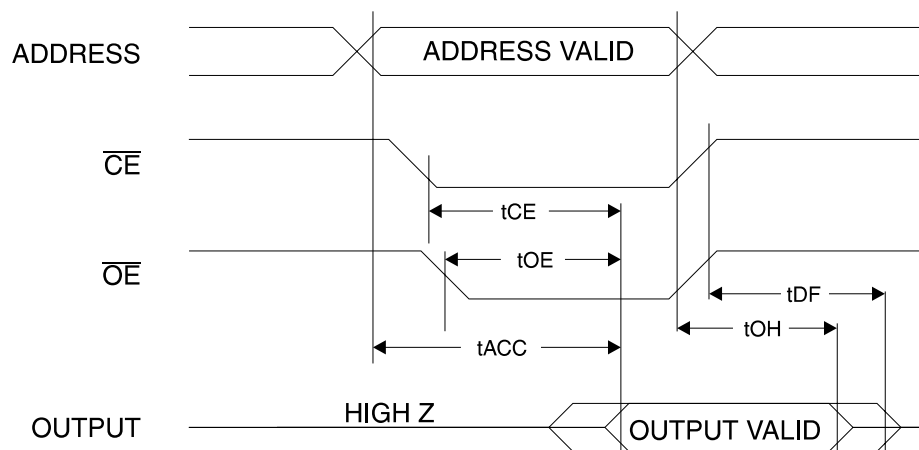 ADDRESS
ADDRESS VALID
CE
tCE
OE
tOE
tDF
tOH
tACC
OUTPUT
HIGH Z
OUTPUT VALID